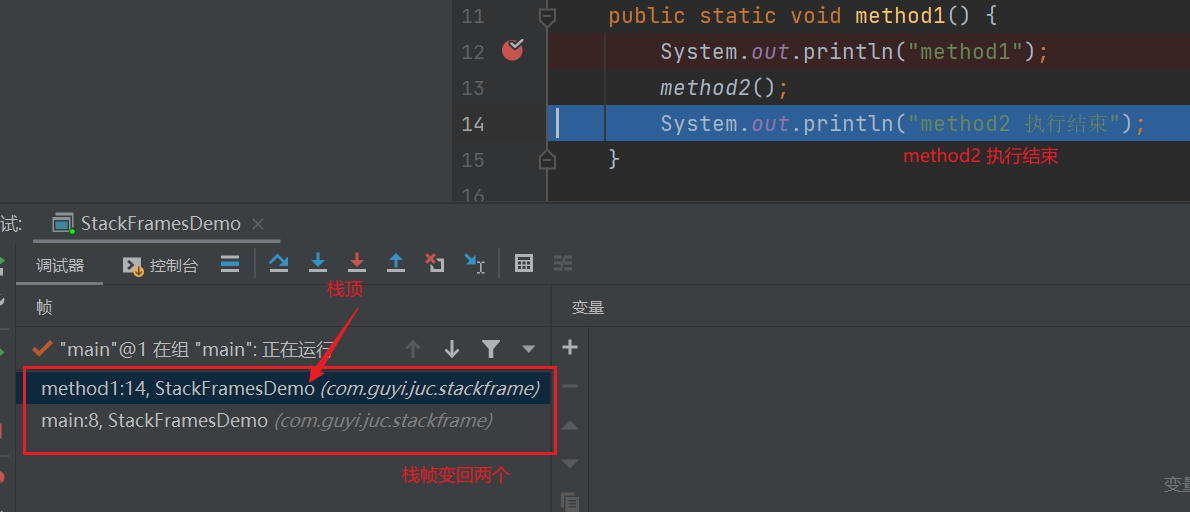 11 public static void method1() {
12 System.out.println("method1");
13 method2();
14 System.out.println("method2 执行结束");
15 }
method2 执行结束
16
试: StackFramesDemo
调试器 控制台
栈顶
帧 变量
"main"@1 在组 "main": 正在运行
method1:14, StackFramesDemo (com.guyi.juc.stackframe)
main:8, StackFramesDemo (com.guyi.juc.stackframe)
栈帧变回两个
变量